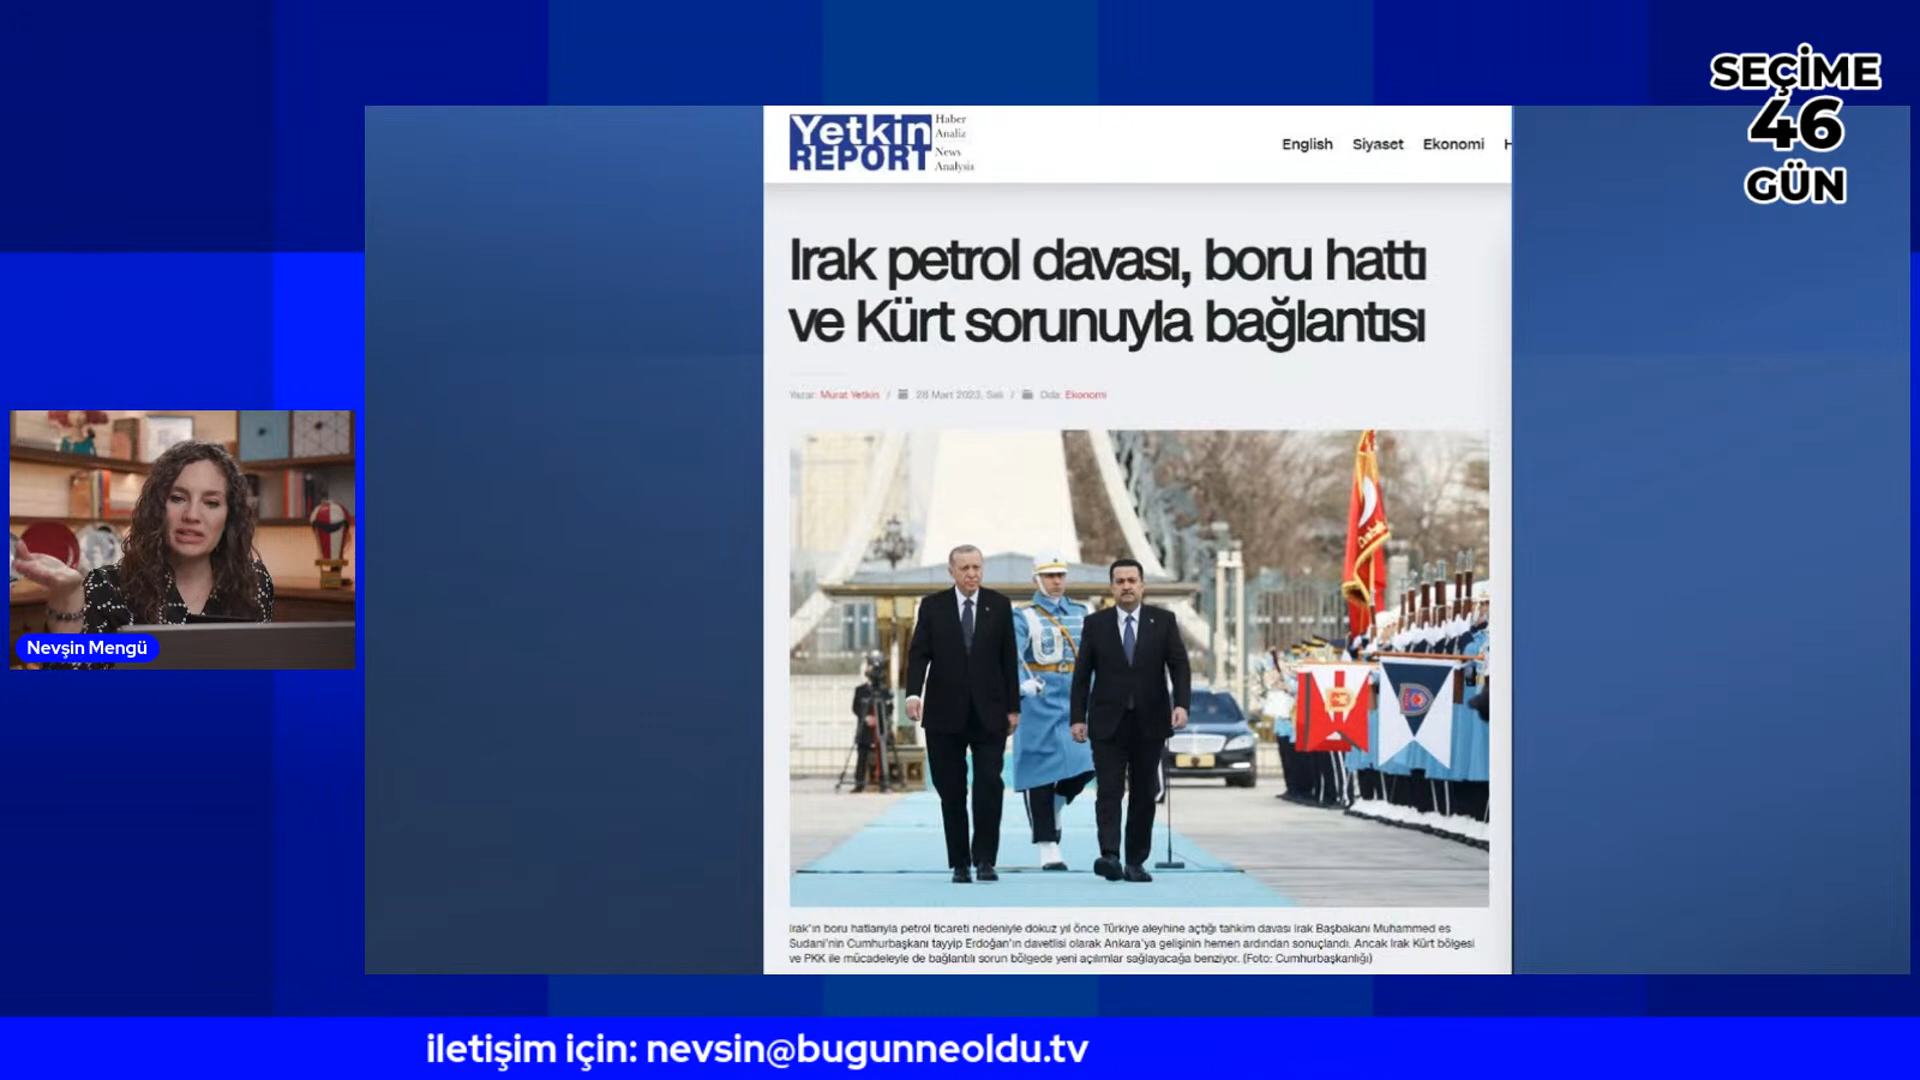 SEÇİME
46
GÜN
Yetkin
REPORT
Haber
Analiz
News
Analysis
English Siyaset Ekonomi
Irak petrol davası, boru hattı
ve Kürt sorunuyla bağlantısı
Yazar: Murat Yetkin / 28 Mart 2023, Salı / Oda: Ekonomi
Irak'ın boru hatlarıyla petrol ticareti nedeniyle dokuz yıl önce Türkiye aleyhine açtığı tahkim davası Irak Başbakanı Muhammed es
Sudani'nin Cumhurbaşkanı tayyip Erdoğan'ın davetlisi olarak Ankara'ya gelişinin hemen ardından sonuçlandı. Ancak Irak Kürt bölgesi
ve PKK ile mücadeleyle de bağlantılı sorun bölgede yeni açılımlar sağlayacağa benziyor. (Foto: Cumhurbaşkanlığı)
Nevşin Mengü
iletişim için: nevsin@bugunneoldu.tv